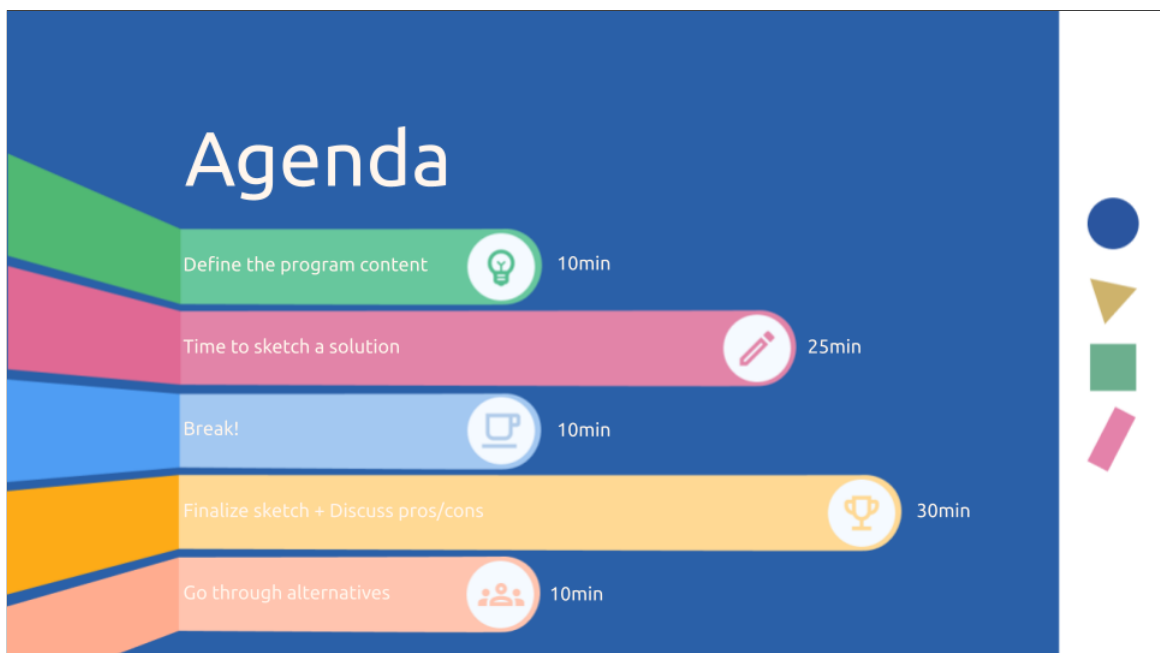 Agenda
Define the program content 10min
Time to sketch a solution 25min
Break! 10min
Finalize sketch + Discuss pros/cons 30min
Go through alternatives 10min